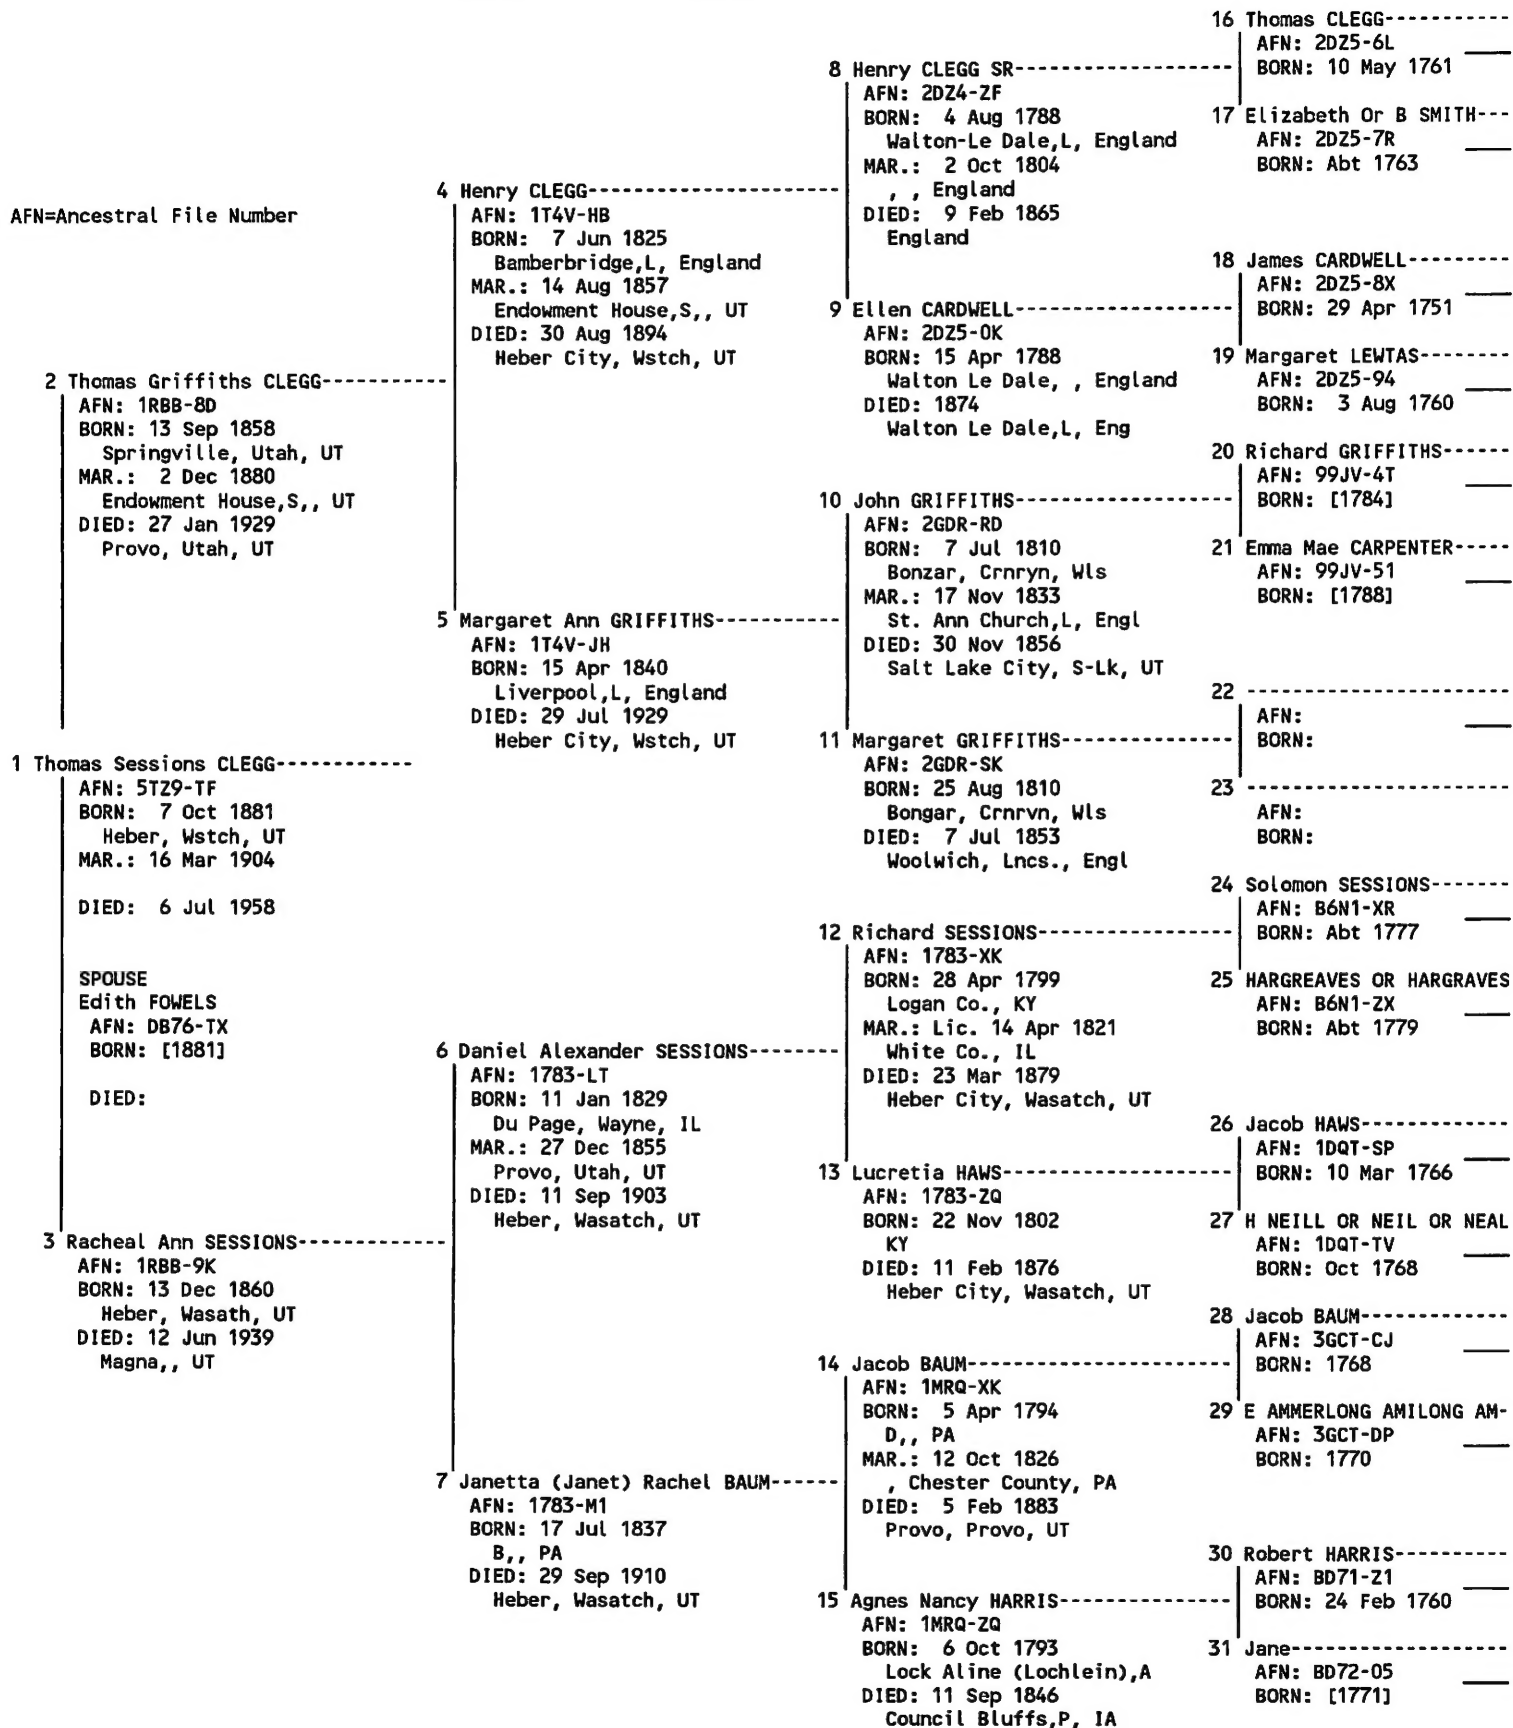 AFN=Ancestral File Number
1 Thomas Sessions CLEGG------------
AFN: 5TZ9-TF
BORN:  7 Oct 1881
Heber, Wstch, UT
MAR.: 16 Mar 1904
DIED:  6 Jul 1958
SPOUSE
Edith FOWELS
AFN: DB76-TX
BORN: [1881]
DIED:
2 Thomas Griffiths CLEGG-----------
AFN: 1RBB-8D
BORN: 13 Sep 1858
Springville, Utah, UT
MAR.:  2 Dec 1880
Endowment House,S,, UT
DIED: 27 Jan 1929
Provo, Utah, UT
3 Racheal Ann SESSIONS-------------
AFN: 1RBB-9K
BORN: 13 Dec 1860
Heber, Wasath, UT
DIED: 12 Jun 1939
Magna,, UT
4 Henry CLEGG----------------------
AFN: 1T4V-HB
BORN:  7 Jun 1825
Bamberbridge,L, England
MAR.: 14 Aug 1857
Endowment House,S,, UT
DIED: 30 Aug 1894
Heber City, Wstch, UT
5 Margaret Ann GRIFFITHS-----------
AFN: 1T4V-JH
BORN: 15 Apr 1840
Liverpool,L, England
DIED: 29 Jul 1929
Heber City, Wstch, UT
6 Daniel Alexander SESSIONS--------
AFN: 1783-LT
BORN: 11 Jan 1829
Du Page, Wayne, IL
MAR.: 27 Dec 1855
Provo, Utah, UT
DIED: 11 Sep 1903
Heber, Wasatch, UT
7 Janetta (Janet) Rachel BAUM------
AFN: 1783-M1
BORN: 17 Jul 1837
B,, PA
DIED: 29 Sep 1910
Heber, Wasatch, UT
8 Henry CLEGG SR-------------------
AFN: 2DZ4-ZF
BORN:  4 Aug 1788
Walton-Le Dale,L, England
MAR.:  2 Oct 1804
, , England
DIED:  9 Feb 1865
England
9 Ellen CARDWELL-------------------
AFN: 2DZ5-0K
BORN: 15 Apr 1788
Walton Le Dale, , England
DIED: 1874
Walton Le Dale,L, Eng
10 John GRIFFITHS-------------------
AFN: 2GDR-RD
BORN:  7 Jul 1810
Bonzar, Crnryn, Wls
MAR.: 17 Nov 1833
St. Ann Church,L, Engl
DIED: 30 Nov 1856
Salt Lake City, S-Lk, UT
11 Margaret GRIFFITHS---------------
AFN: 2GDR-SK
BORN: 25 Aug 1810
Bongar, Crnrvn, Wls
DIED:  7 Jul 1853
Woolwich, Lncs., Engl
12 Richard SESSIONS-----------------
AFN: 1783-XK
BORN: 28 Apr 1799
Logan Co., KY
MAR.: Lic. 14 Apr 1821
White Co., IL
DIED: 23 Mar 1879
Heber City, Wasatch, UT
13 Lucretia HAWS--------------------
AFN: 1783-ZQ
BORN: 22 Nov 1802
KY
DIED: 11 Feb 1876
Heber City, Wasatch, UT
14 Jacob BAUM-----------------------
AFN: 1MRQ-XK
BORN:  5 Apr 1794
D,, PA
MAR.: 12 Oct 1826
, Chester County, PA
DIED:  5 Feb 1883
Provo, Provo, UT
15 Agnes Nancy HARRIS---------------
AFN: 1MRQ-ZQ
BORN:  6 Oct 1793
Lock Aline (Lochlein),A
DIED: 11 Sep 1846
Council Bluffs,P, IA
16 Thomas CLEGG-----------
AFN: 2DZ5-6L
BORN: 10 May 1761
17 Elizabeth Or B SMITH---
AFN: 2DZ5-7R
BORN: Abt 1763
18 James CARDWELL---------
AFN: 2DZ5-8X
BORN: 29 Apr 1751
19 Margaret LEWTAS--------
AFN: 2DZ5-94
BORN:  3 Aug 1760
20 Richard GRIFFITHS------
AFN: 99JV-4T
BORN: [1784]
21 Emma Mae CARPENTER-----
AFN: 99JV-51
BORN: [1788]
22 ----------------------
AFN:
BORN:
23 ----------------------
AFN:
BORN:
24 Solomon SESSIONS-------
AFN: B6N1-XR
BORN: Abt 1777
25 HARGREAVES OR HARGRAVES
AFN: B6N1-ZX
BORN: Abt 1779
26 Jacob HAWS-------------
AFN: 1DQT-SP
BORN: 10 Mar 1766
27 H NEILL OR NEIL OR NEAL
AFN: 1DQT-TV
BORN: Oct 1768
28 Jacob BAUM-------------
AFN: 3GCT-CJ
BORN: 1768
29 E AMMERLONG AMILONG AM-
AFN: 3GCT-DP
BORN: 1770
30 Robert HARRIS----------
AFN: BD71-Z1
BORN: 24 Feb 1760
31 Jane-------------------
AFN: BD72-05
BORN: [1771]